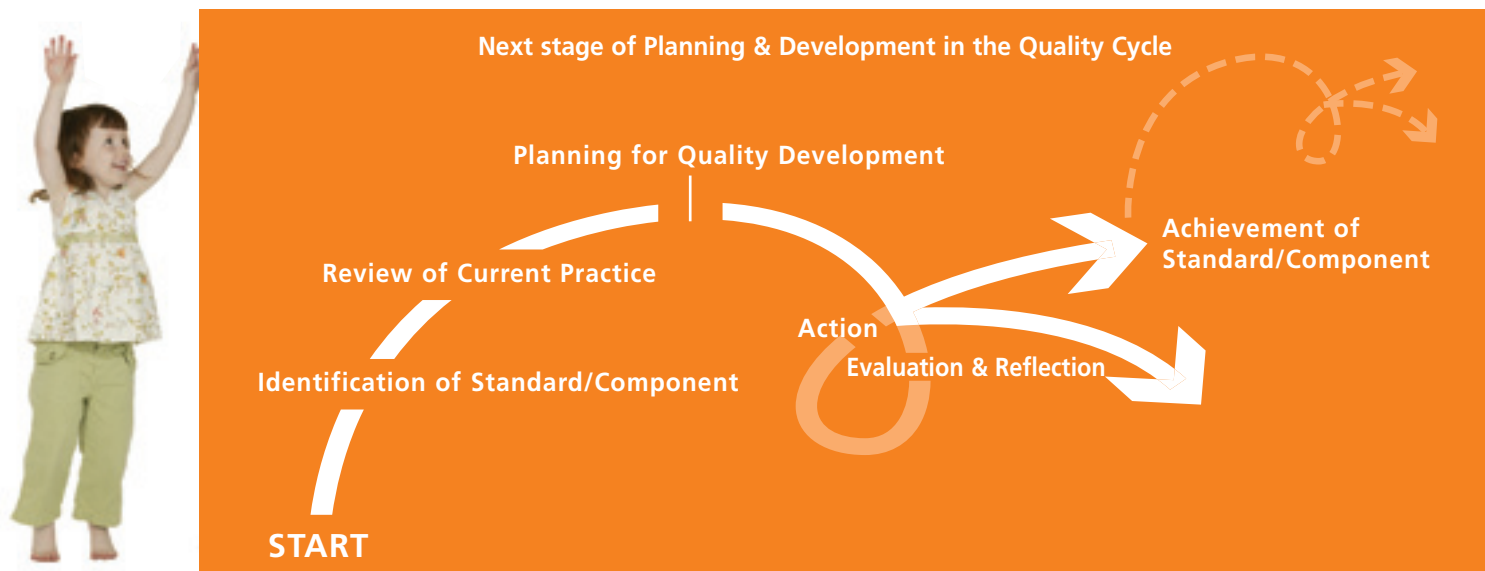 Next stage of Planning & Development in the Quality Cycle
Planning for Quality Development
Achievement of
Standard/Component
Review of Current Practice
Action
Evaluation & Reflection
Identification of Standard/Component
START